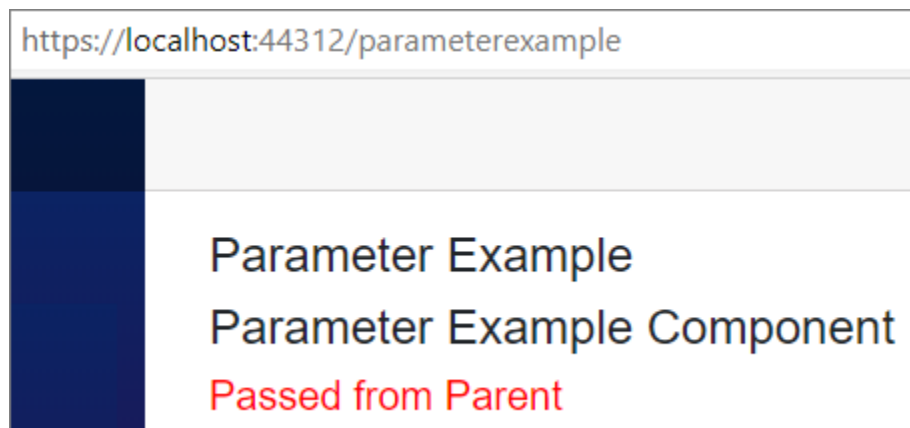 https://localhost:44312/parameterexample
Parameter Example
Parameter Example Component
Passed from Parent